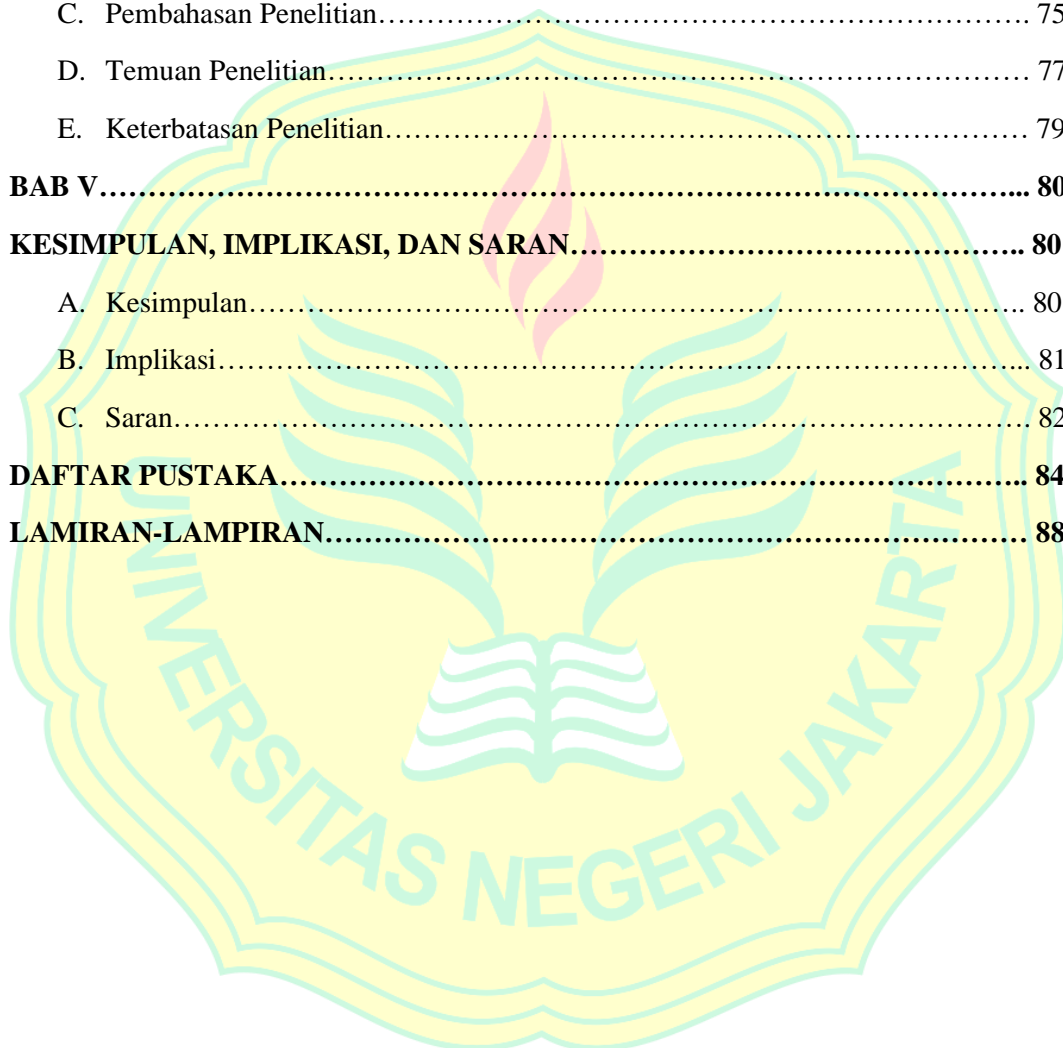 C. Pembahasan Penelitian…………………………………………………………. 75
D. Temuan Penelitian……………………………………………………………… 77
E. Keterbatasan Penelitian………………………………………………………… 79
BAB V…………………………………………………………………………………... 80
KESIMPULAN, IMPLIKASI, DAN SARAN……………………………………….. 80
A. Kesimpulan…………………………………………………………………….. 80
B. Implikasi………………………………………………………………………... 81
C. Saran……………………………………………………………………………. 82
DAFTAR PUSTAKA………………………………………………………………….. 84
LAMIRAN-LAMPIRAN……………………………………………………………… 88
UNIVERSITAS NEGERI JAKARTA